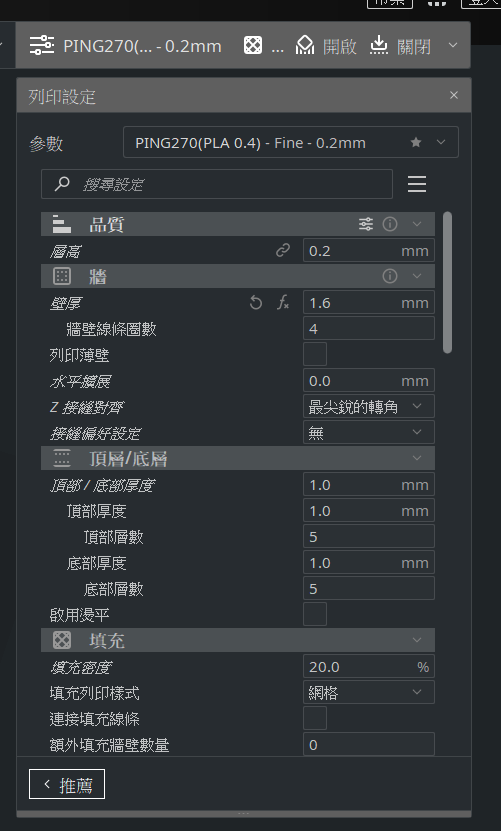 市集
登入
PING270(... - 0.2mm ... 開啟 關閉
列印設定 ×
參數 PING270(PLA 0.4) - Fine - 0.2mm
搜尋設定
品質
層高 0.2 mm
牆
壁厚 1.6 mm
牆壁線條圈數 4
列印薄壁
水平擴展 0.0 mm
Z 接縫對齊 最尖銳的轉角
接縫偏好設定 無
頂層/底層
頂部 / 底部厚度 1.0 mm
頂部厚度 1.0 mm
頂部層數 5
底部厚度 1.0 mm
底部層數 5
啟用燙平
填充
填充密度 20.0 %
填充列印樣式 網格
連接填充線條
額外填充牆壁數量 0
推薦